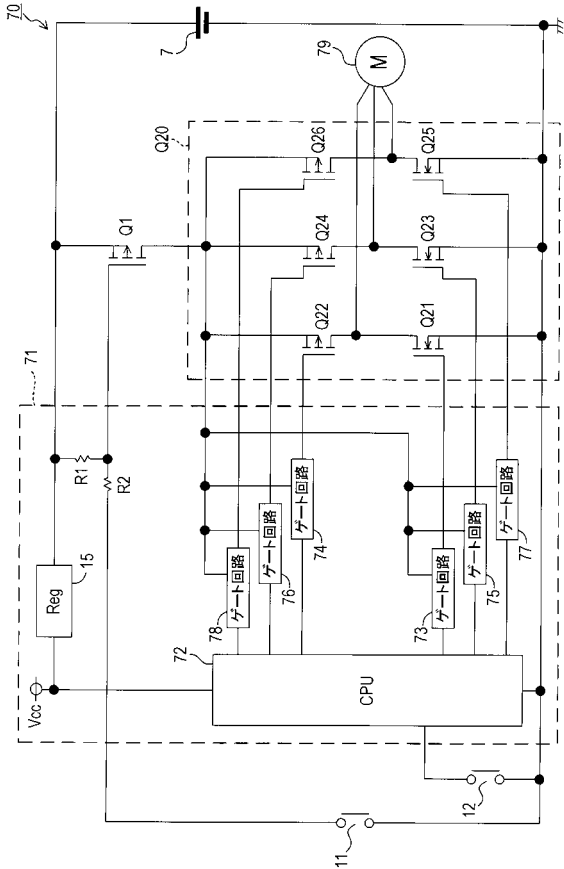 70
7
79
M
Q20
Q26
Q25
Q1
Q24
Q23
Q22
Q21
71
R1
R2
15
Reg
Vcc
72
CPU
ゲート回路
78
ゲート回路
76
ゲート回路
74
ゲート回路
73
ゲート回路
75
ゲート回路
77
11
12